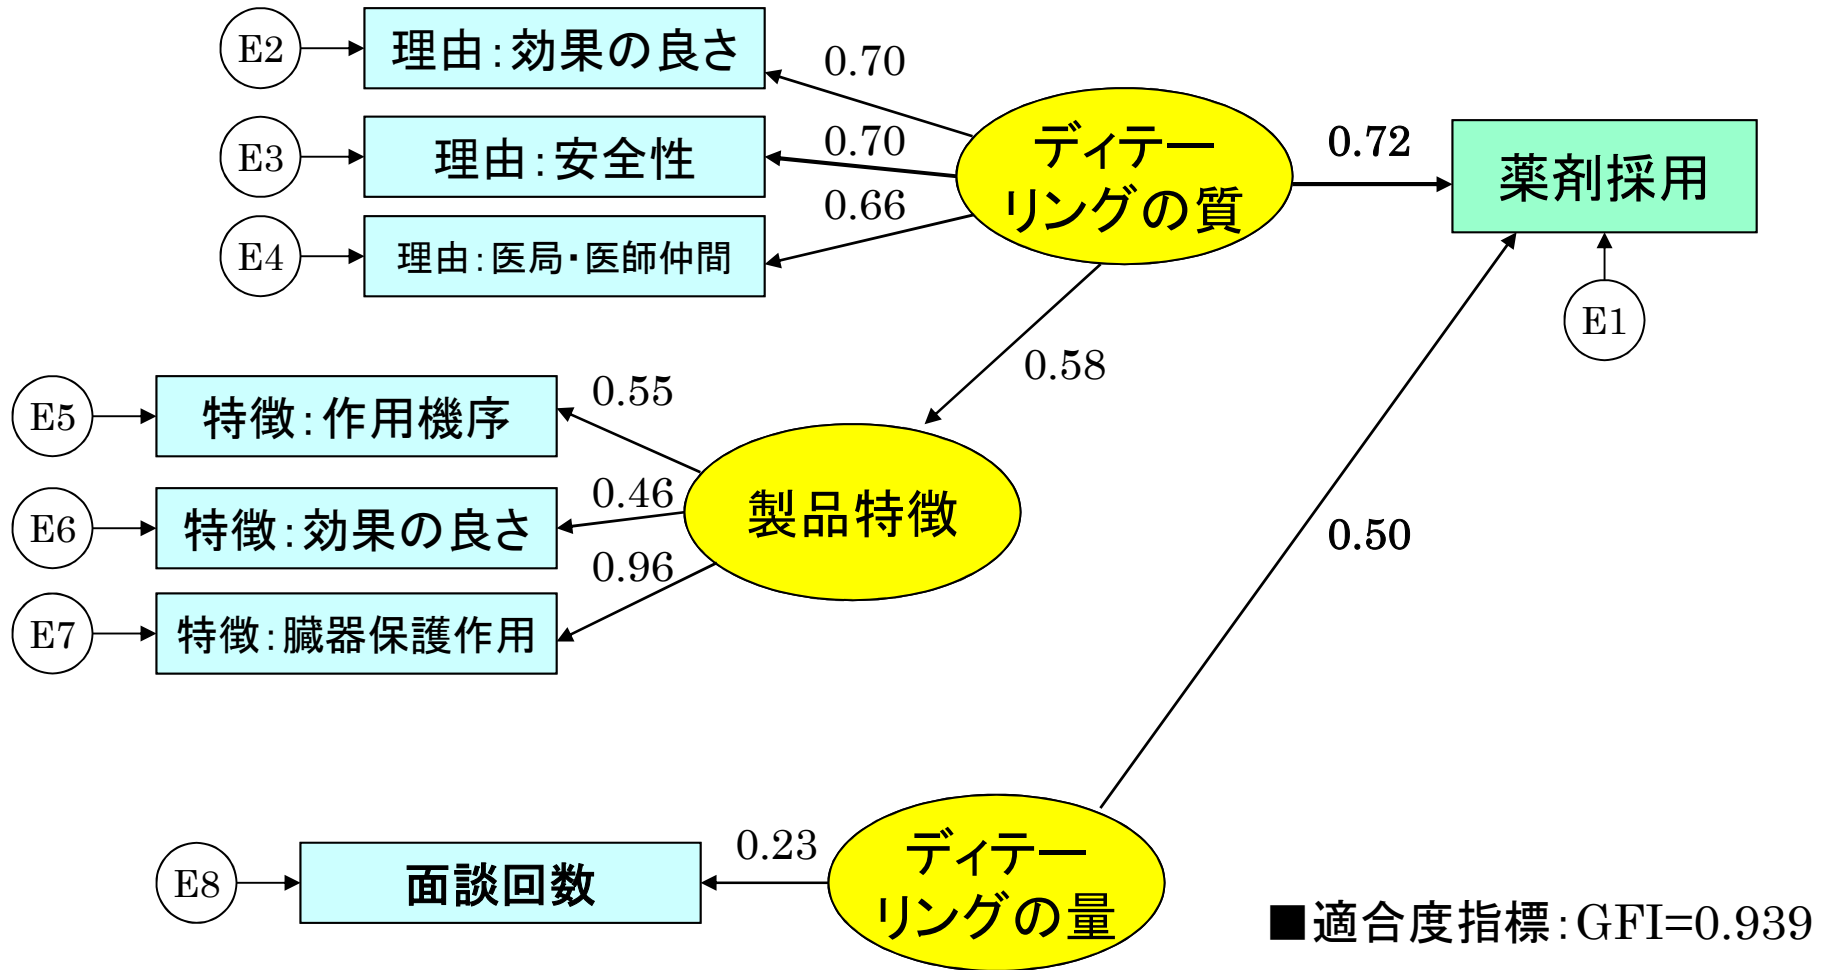 E2
理由:効果の良さ
0.70
E3
理由:安全性
0.70
E4
理由:医局・医師仲間
0.66
ディテー
リングの質
0.72
薬剤採用
E1
0.58
E5
特徴:作用機序
0.55
E6
特徴:効果の良さ
0.46
E7
特徴:臓器保護作用
0.96
製品特徴
0.50
E8
面談回数
0.23
ディテー
リングの量
■適合度指標:GFI=0.939